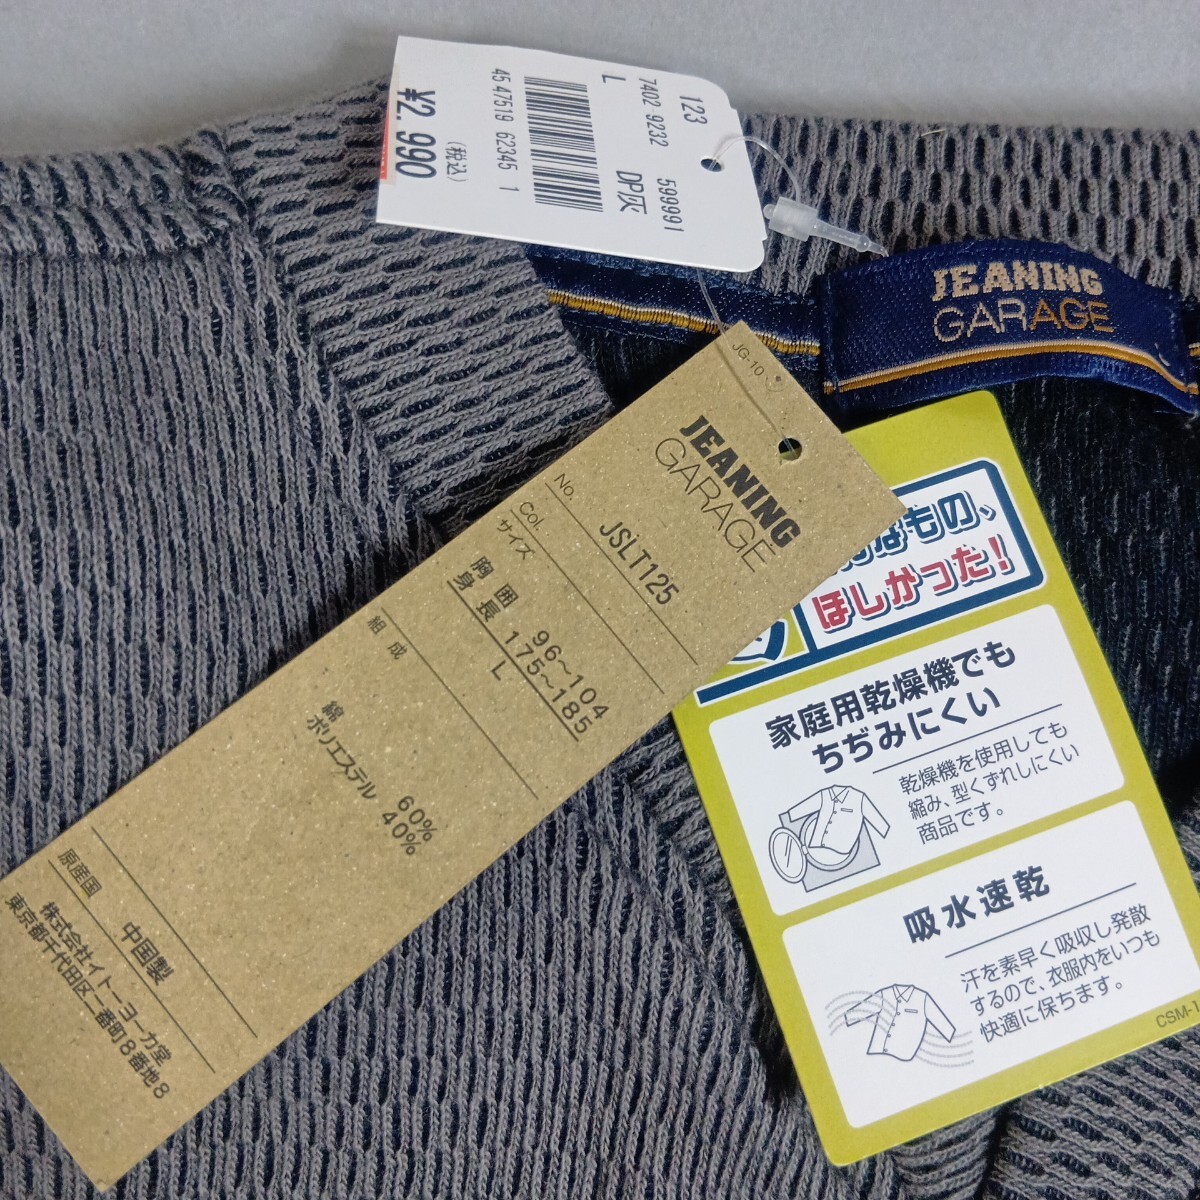 123
7402 9232 599991
L DP/灰
45 47519 62345 1
¥2,990
(税込)
JEANING
GARAGE
JG-10
JEANING
GARAGE
No. JSLT125
Col.
サイズ
胸囲 96〜104
身長 175〜185
L
組成
綿 60%
ポリエステル 40%
原産国 中国製
株式会社イトーヨーカ堂
東京都千代田区二番町8番地8
なもの、
ほしかった!
家庭用乾燥機でも
ちぢみにくい
乾燥機を使用しても
縮み、型くずれしにくい
商品です。
吸水速乾
汗を素早く吸収し発散
するので、衣服内をいつも
快適に保ちます。
CSM-1